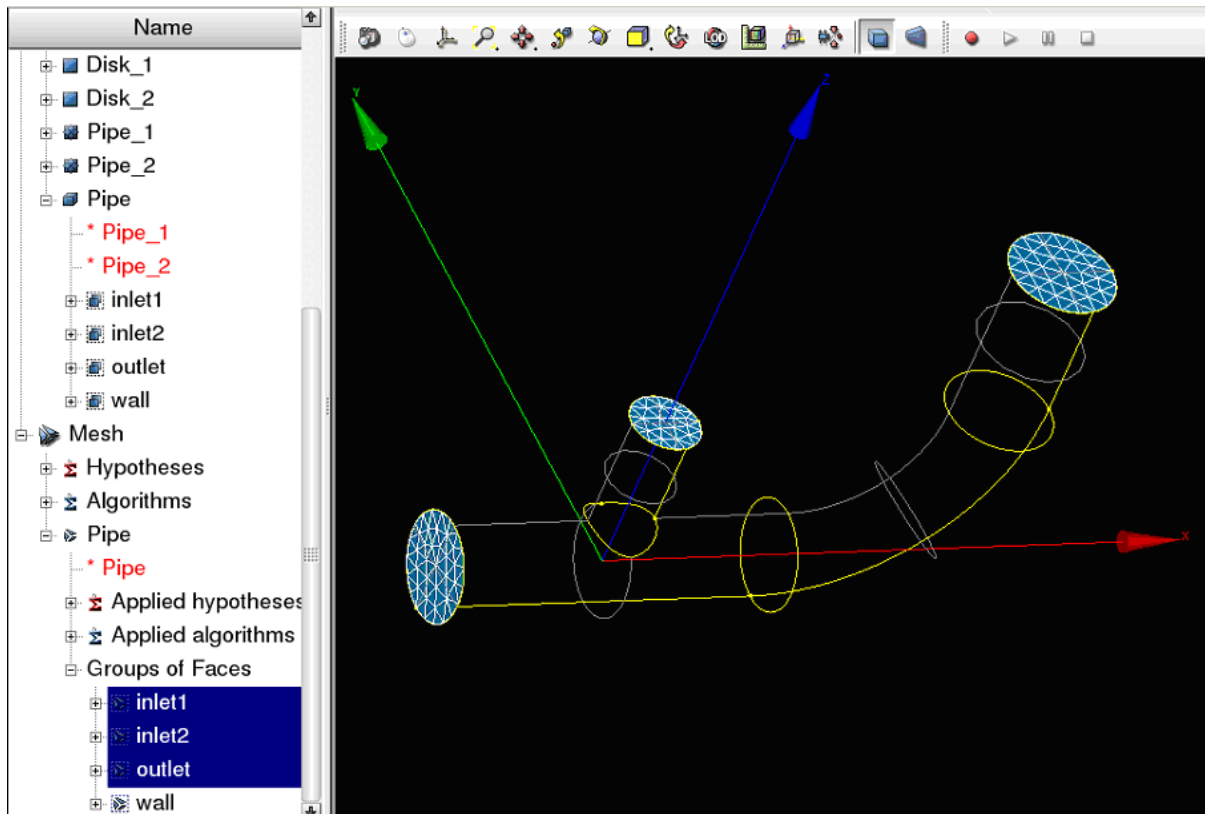 Name
Disk_1
Disk_2
Pipe_1
Pipe_2
Pipe
* Pipe_1
* Pipe_2
inlet1
inlet2
outlet
wall
Mesh
Hypotheses
Algorithms
Pipe
* Pipe
Applied hypotheses
Applied algorithms
Groups of Faces
inlet1
inlet2
outlet
wall
LOD
Y
Z
X